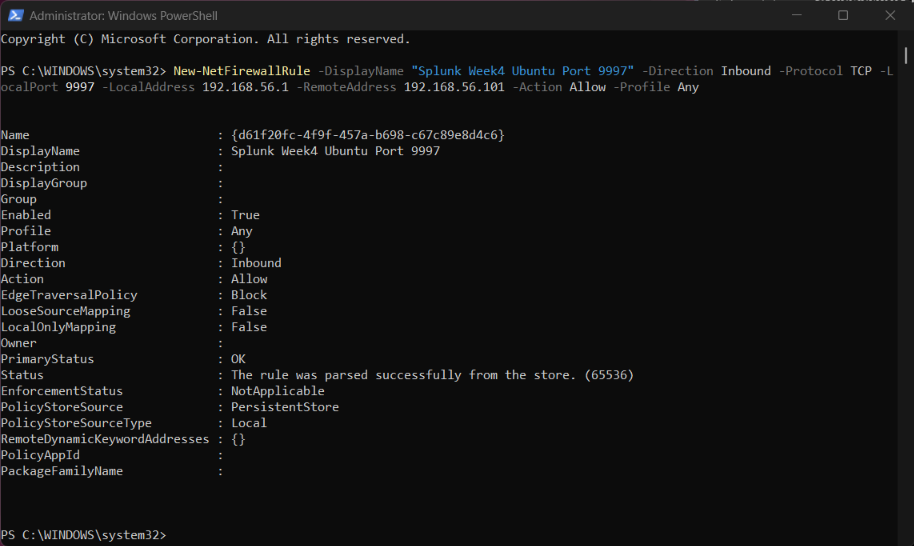 Administrator: Windows PowerShell
Copyright (C) Microsoft Corporation. All rights reserved.
PS C:\WINDOWS\system32> New-NetFirewallRule -DisplayName "Splunk Week4 Ubuntu Port 9997" -Direction Inbound -Protocol TCP -L
ocalPort 9997 -LocalAddress 192.168.56.1 -RemoteAddress 192.168.56.101 -Action Allow -Profile Any
Name : {d61f20fc-4f9f-457a-b698-c67c89e8d4c6}
DisplayName : Splunk Week4 Ubuntu Port 9997
Description :
DisplayGroup :
Group :
Enabled : True
Profile : Any
Platform : {}
Direction : Inbound
Action : Allow
EdgeTraversalPolicy : Block
LooseSourceMapping : False
LocalOnlyMapping : False
Owner :
PrimaryStatus : OK
Status : The rule was parsed successfully from the store. (65536)
EnforcementStatus : NotApplicable
PolicyStoreSource : PersistentStore
PolicyStoreSourceType : Local
RemoteDynamicKeywordAddresses : {}
PolicyAppId :
PackageFamilyName :
PS C:\WINDOWS\system32>